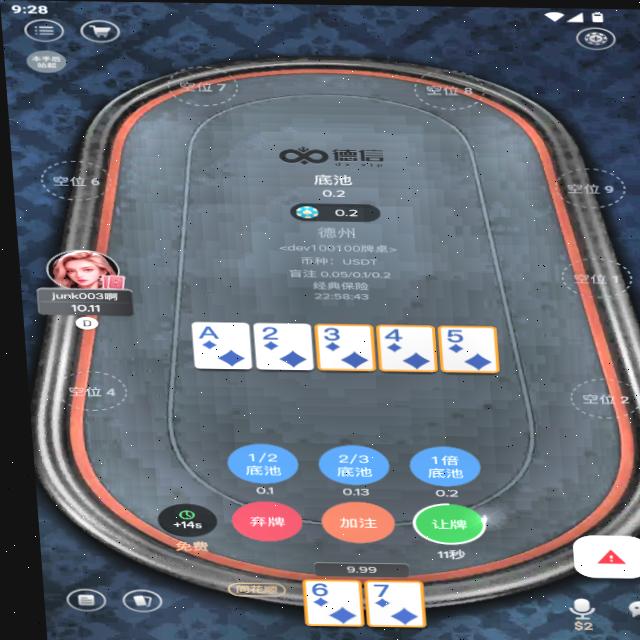 9:28
本手后
站起
空位 7
空位 8
德信
底池
0.2
0.2
空位 6
空位 9
德州
<dev100100牌桌>
币种: USDT
盲注 0.05/0.1/0.2
经典保险
22:58:43
空位 1
junk003啊
10.11
D
A
2
3
4
5
空位 4
空位 2
1/2
底池
2/3
底池
1倍
底池
0.1
0.13
0.2
+14s
弃牌
加注
让牌
免费
11秒
9.99
同花顺
6
7
$2